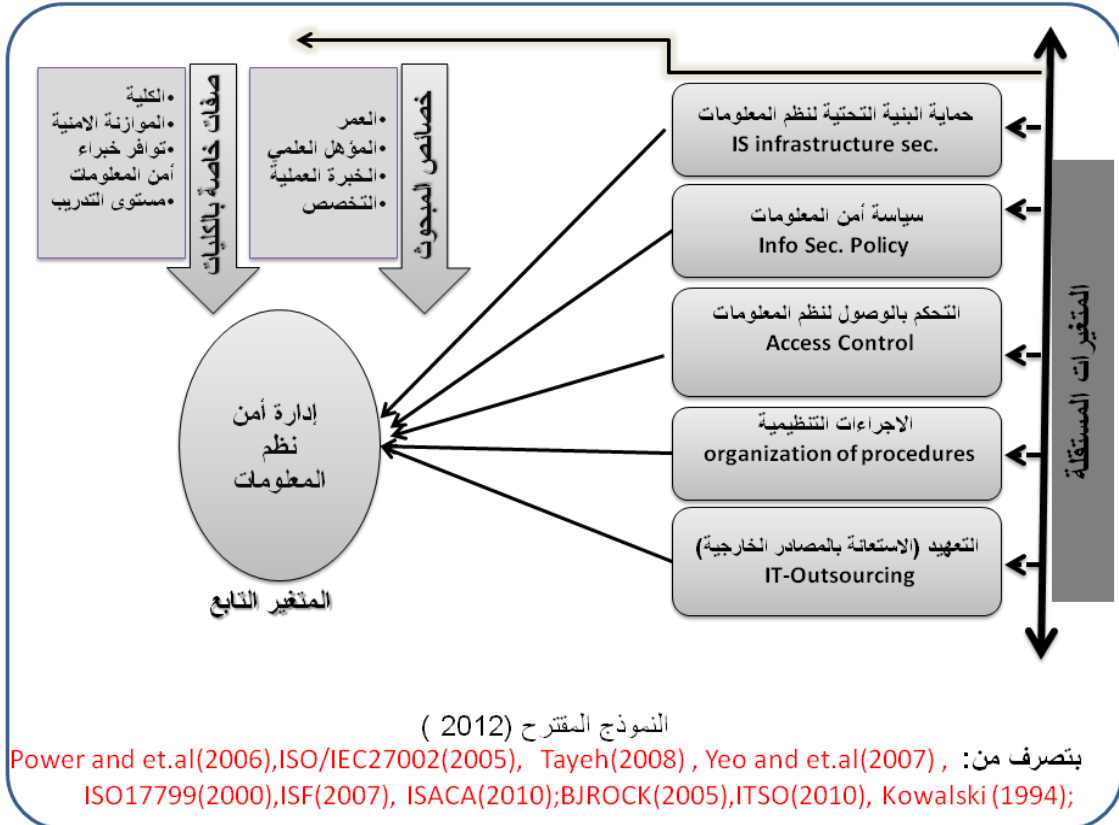 حماية البنية التحتية لنظم المعلومات
IS infrastructure sec.
سياسة أمن المعلومات
Info Sec. Policy
التحكم بالوصول لنظم المعلومات
Access Control
الاجراءات التنظيمية
organization of procedures
التعهيد (الاستعانة بالمصادر الخارجية)
IT-Outsourcing
المتغيرات المستقلة
خصائص المبحوث
•العمر
•المؤهل العلمي
•الخبرة العملية
•التخصص
صفات خاصة بالكليات
•الكلية
•الموازنة الامنية
•توافر خبراء
أمن المعلومات
•مستوى التدريب
إدارة أمن
نظم
المعلومات
المتغير التابع
النموذج المقترح (2012 )
بتصرف من: Power and et.al(2006),ISO/IEC27002(2005), Tayeh(2008) , Yeo and et.al(2007) ,
ISO17799(2000),ISF(2007), ISACA(2010);BJROCK(2005),ITSO(2010), Kowalski (1994);